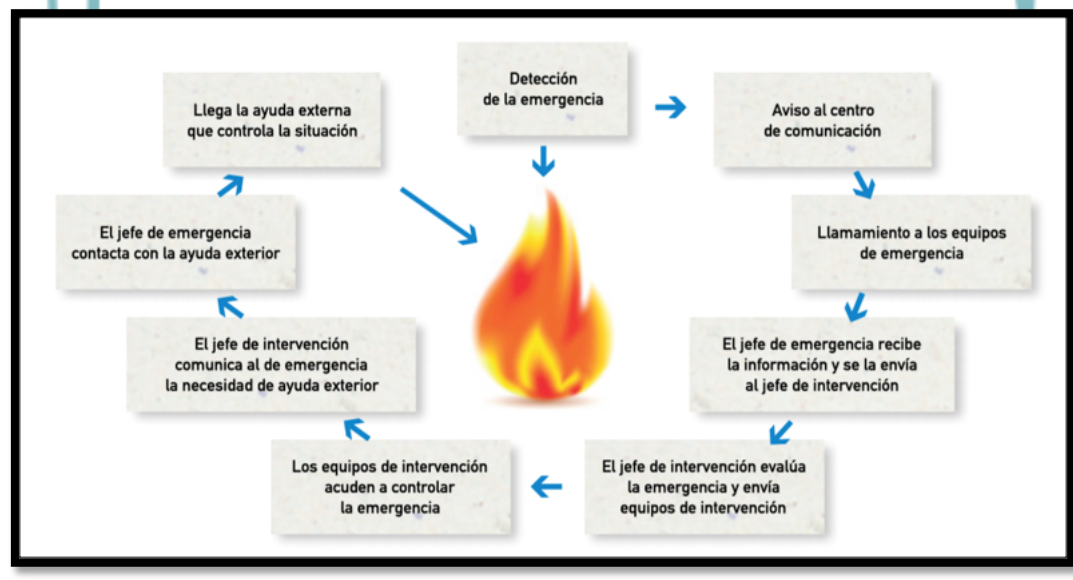 Detección
de la emergencia
Aviso al centro
de comunicación
Llamamiento a los equipos
de emergencia
El jefe de emergencia recibe
la información y se la envía
al jefe de intervención
El jefe de intervención evalúa
la emergencia y envía
equipos de intervención
Los equipos de intervención
acuden a controlar
la emergencia
El jefe de intervención
comunica al de emergencia
la necesidad de ayuda exterior
El jefe de emergencia
contacta con la ayuda exterior
Llega la ayuda externa
que controla la situación